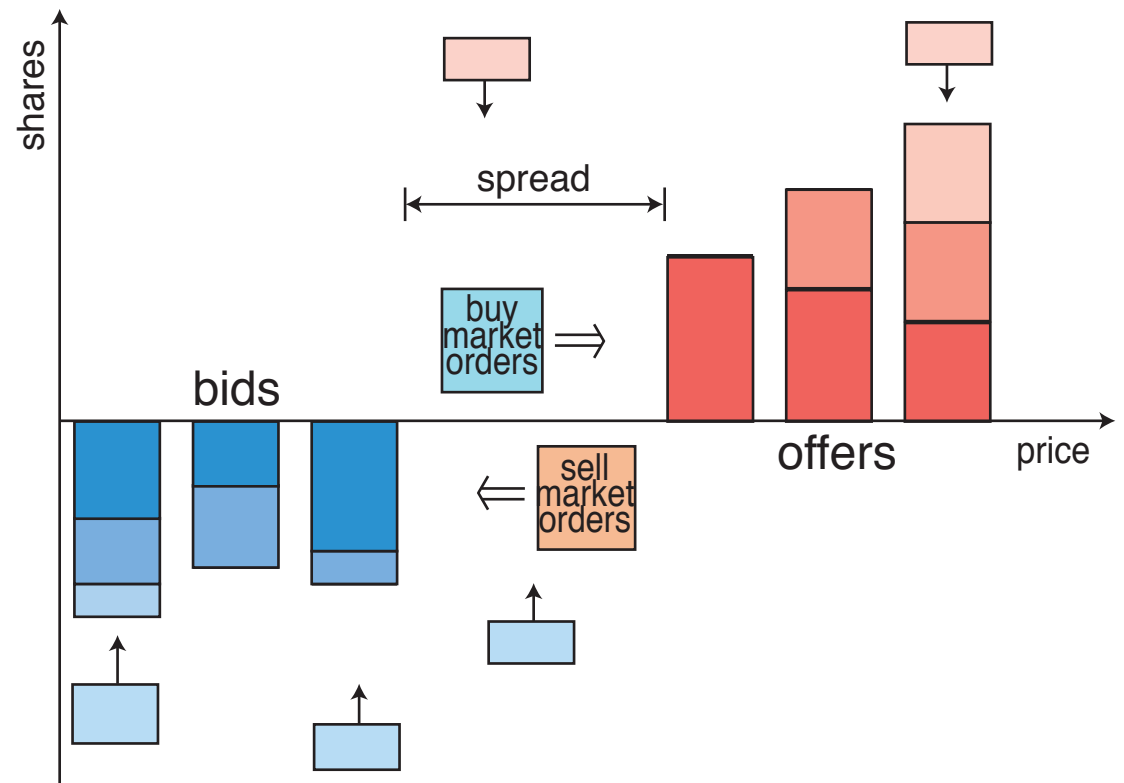 shares
spread
buy
market
orders
bids
offers
price
sell
market
orders